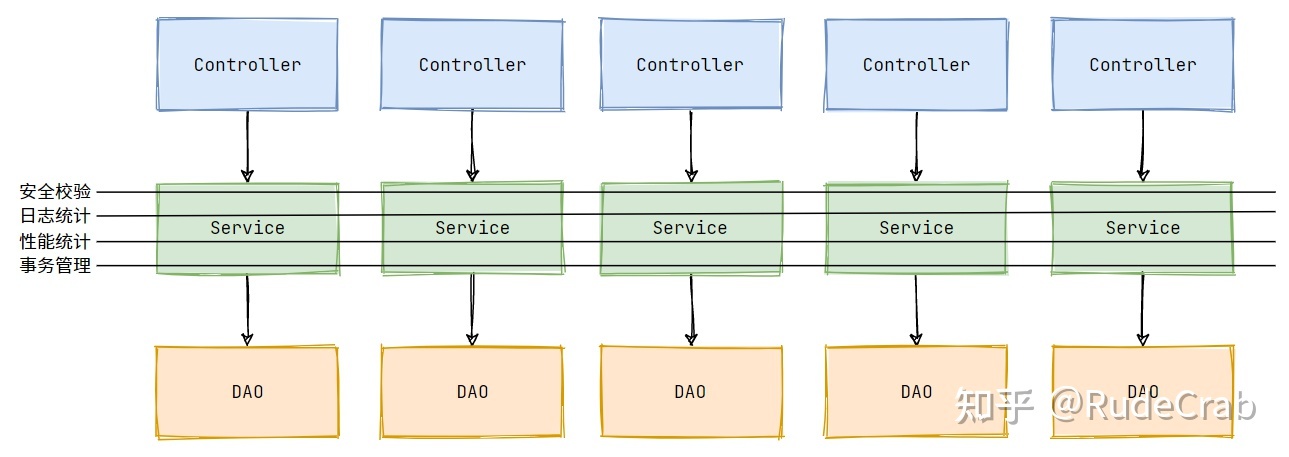 Controller Controller Controller Controller Controller
安全校验
日志统计
Service Service Service Service Service
性能统计
事务管理
DAO DAO DAO DAO DAO
知乎 @RudeCrab